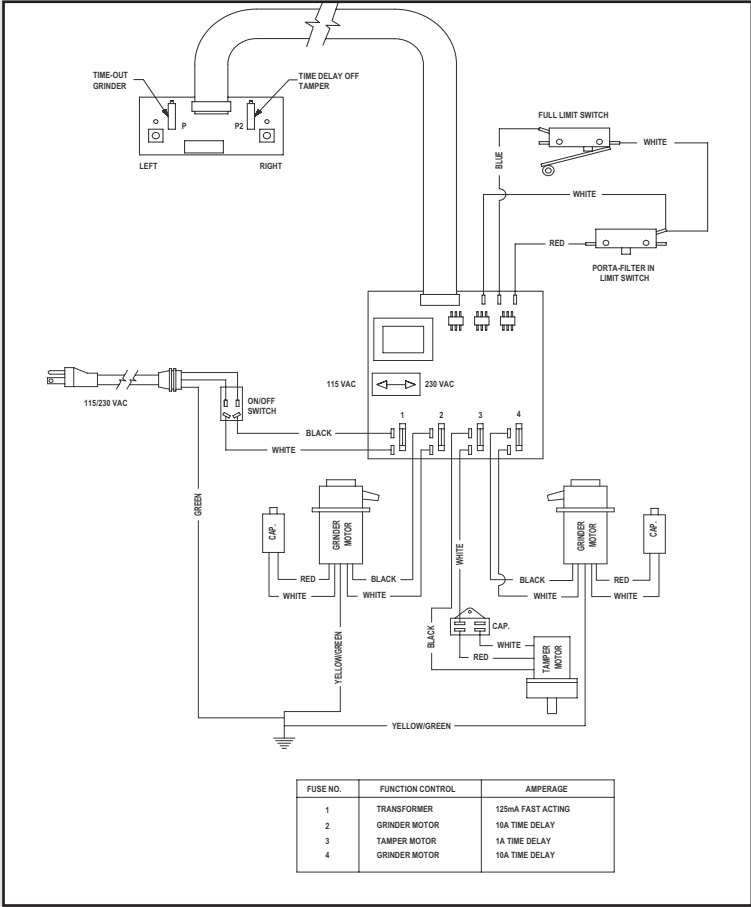 TIME-OUT
GRINDER
TIME DELAY OFF
TAMPER
P
P2
LEFT
RIGHT
FULL LIMIT SWITCH
WHITE
BLUE
WHITE
RED
PORTA-FILTER IN
LIMIT SWITCH
115 VAC
230 VAC
115/230 VAC
ON/OFF
SWITCH
1
2
3
4
BLACK
WHITE
GREEN
CAP.
GRINDER
MOTOR
RED
BLACK
WHITE
WHITE
WHITE
GRINDER
MOTOR
CAP.
BLACK
RED
WHITE
WHITE
CAP.
BLACK
WHITE
RED
TAMPER
MOTOR
YELLOW/GREEN
YELLOW/GREEN
FUSE NO. FUNCTION CONTROL AMPERAGE
1 TRANSFORMER 125mA FAST ACTING
2 GRINDER MOTOR 10A TIME DELAY
3 TAMPER MOTOR 1A TIME DELAY
4 GRINDER MOTOR 10A TIME DELAY